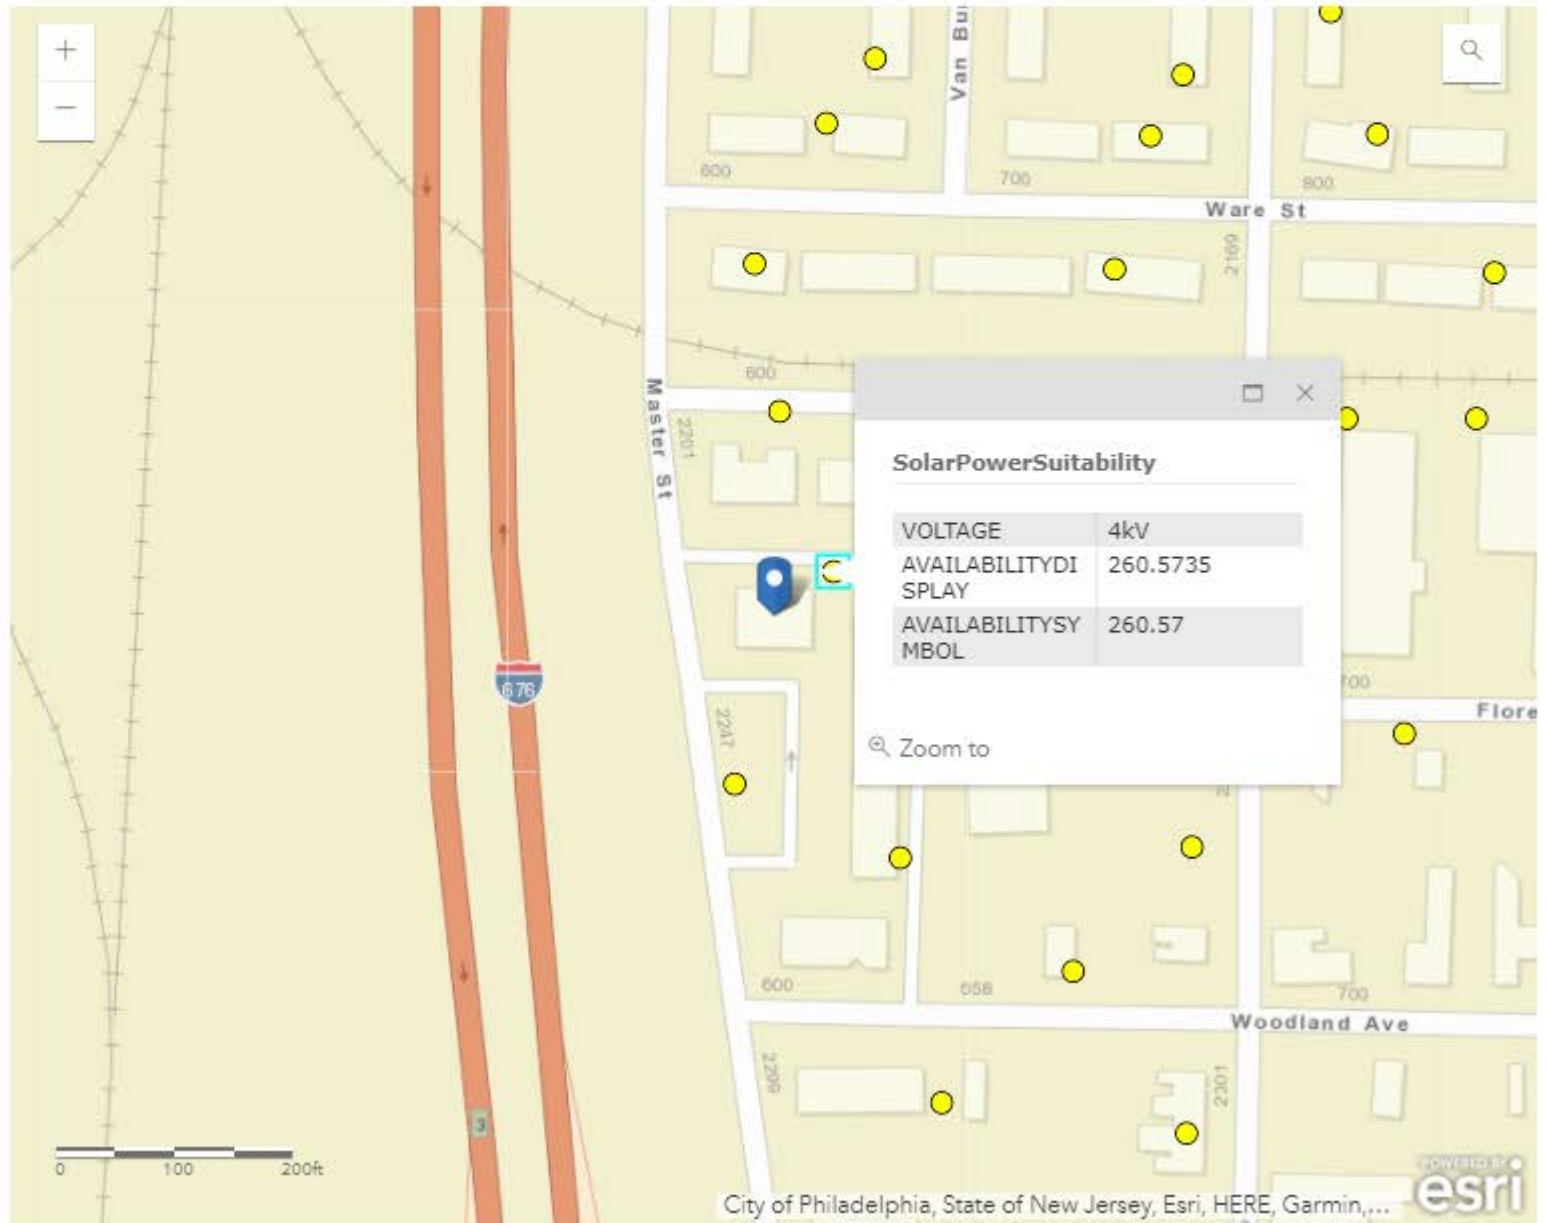 +
−
Van Bu
600
700
800
Ware St
2169
600
Master St
2201
SolarPowerSuitability
VOLTAGE 4kV
AVAILABILITYDI 260.5735
SPLAY
AVAILABILITYSY 260.57
MBOL
Zoom to
676
700
Flore
2247
600
658
700
Woodland Ave
2299
2301
3
0 100 200ft
City of Philadelphia, State of New Jersey, Esri, HERE, Garmin,...
POWERED BY
esri